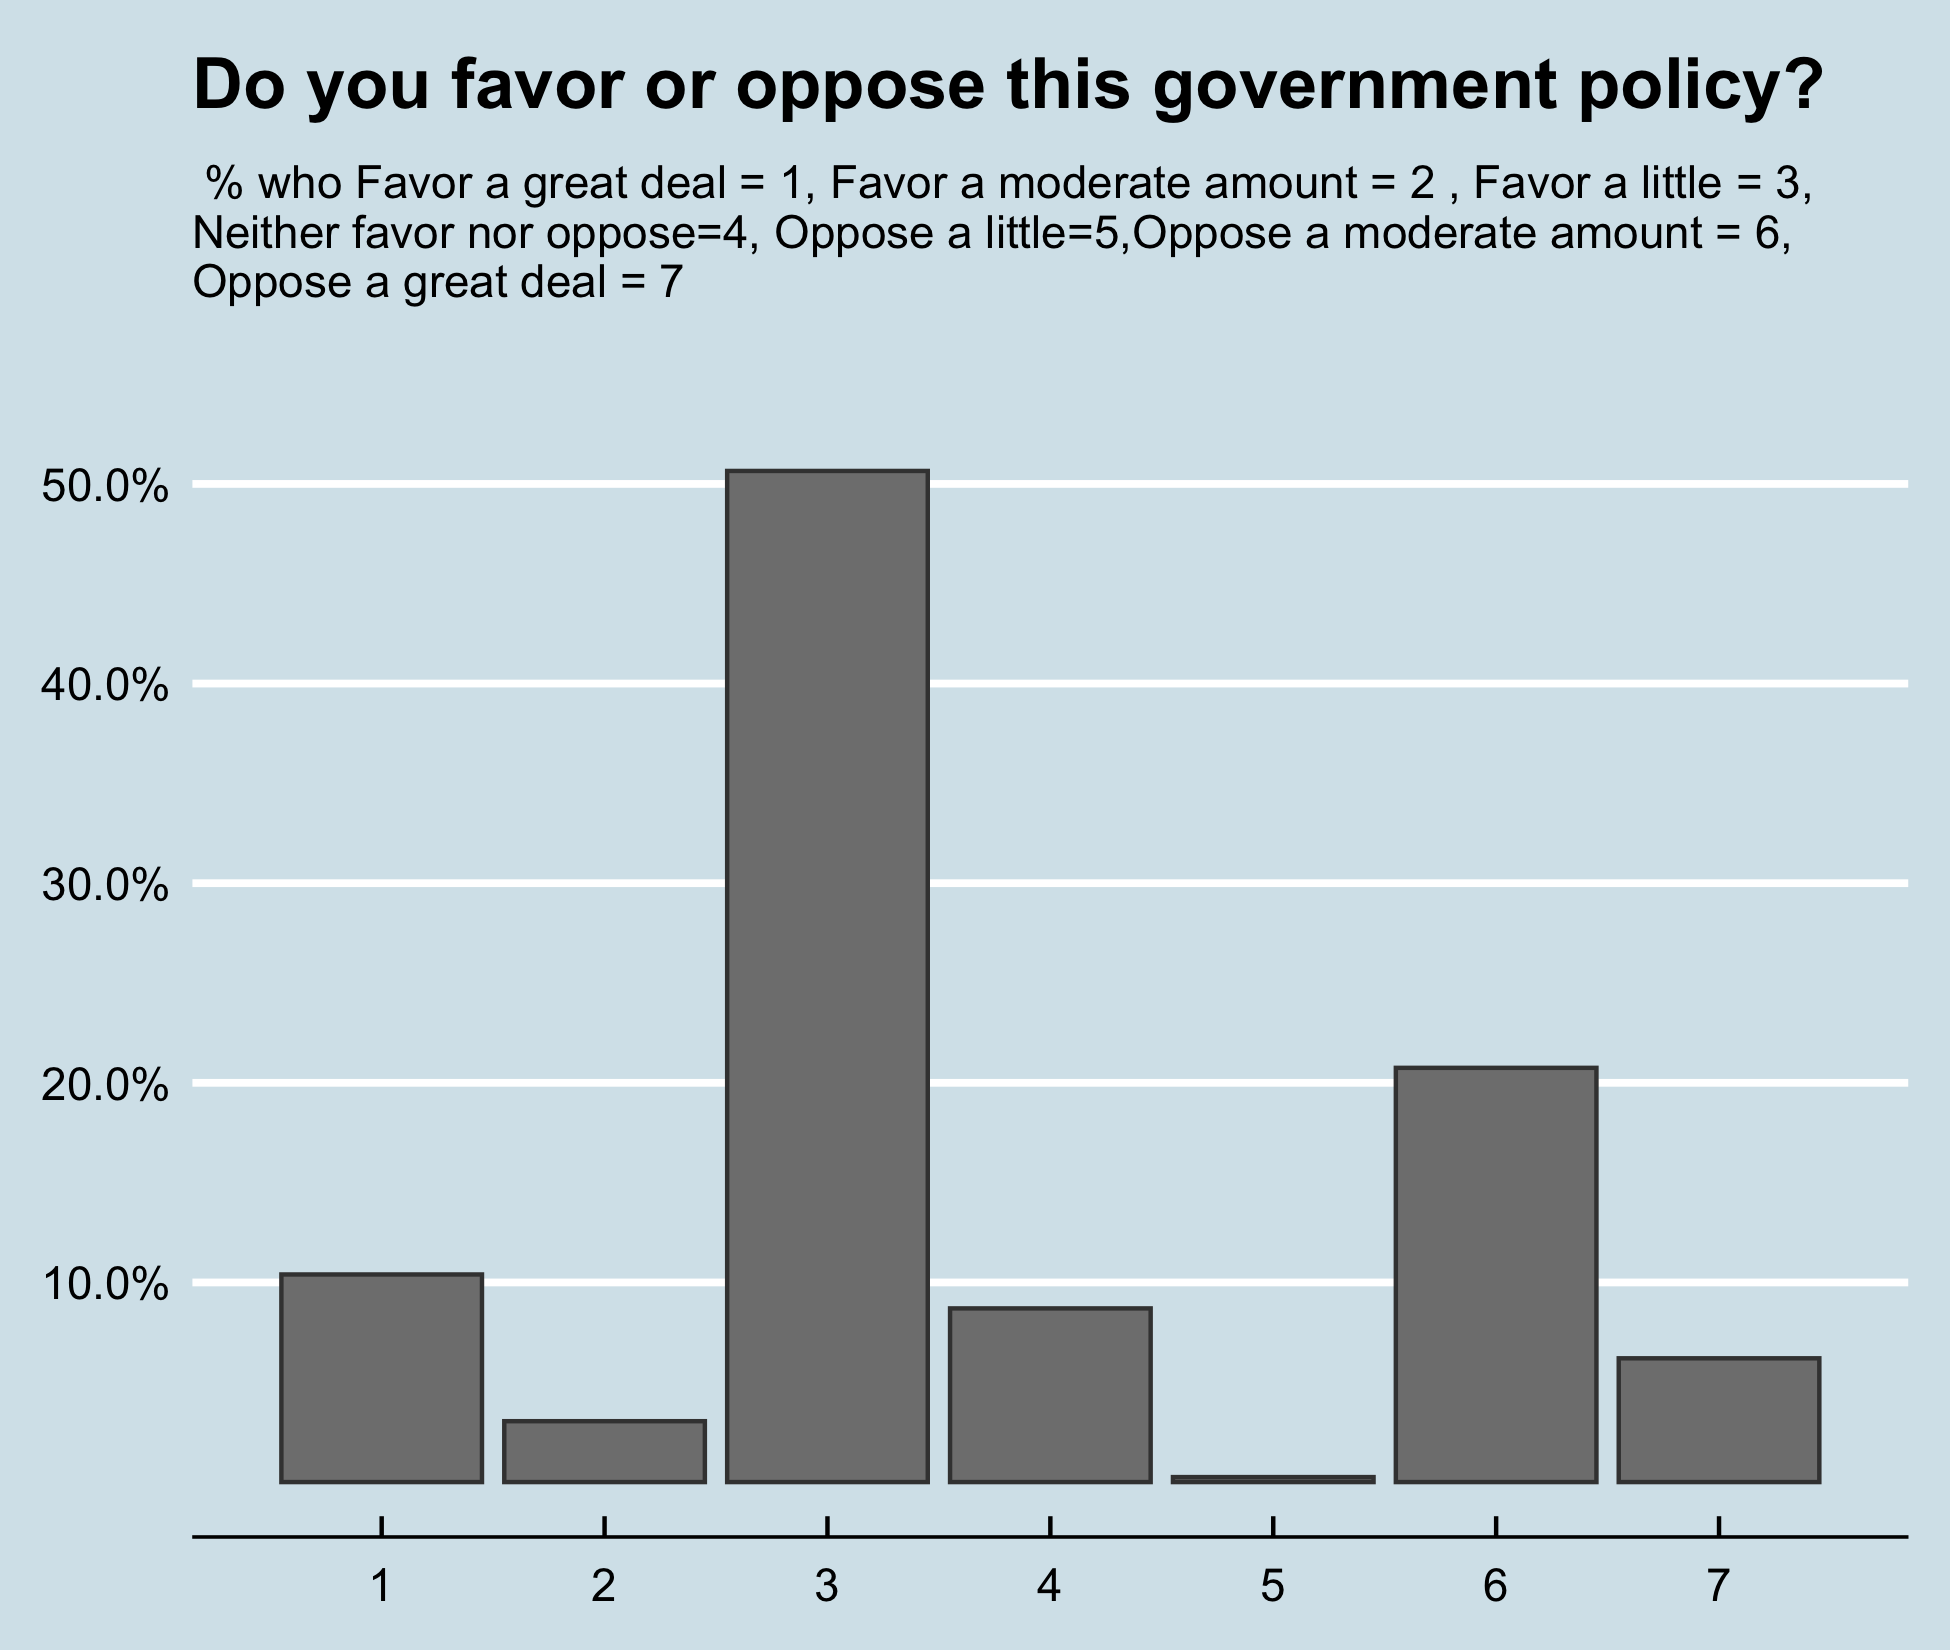 Do you favor or oppose this government policy?
% who Favor a great deal = 1, Favor a moderate amount = 2 , Favor a little = 3,
Neither favor nor oppose=4, Oppose a little=5,Oppose a moderate amount = 6,
Oppose a great deal = 7
50.0%
40.0%
30.0%
20.0%
10.0%
1 2 3 4 5 6 7